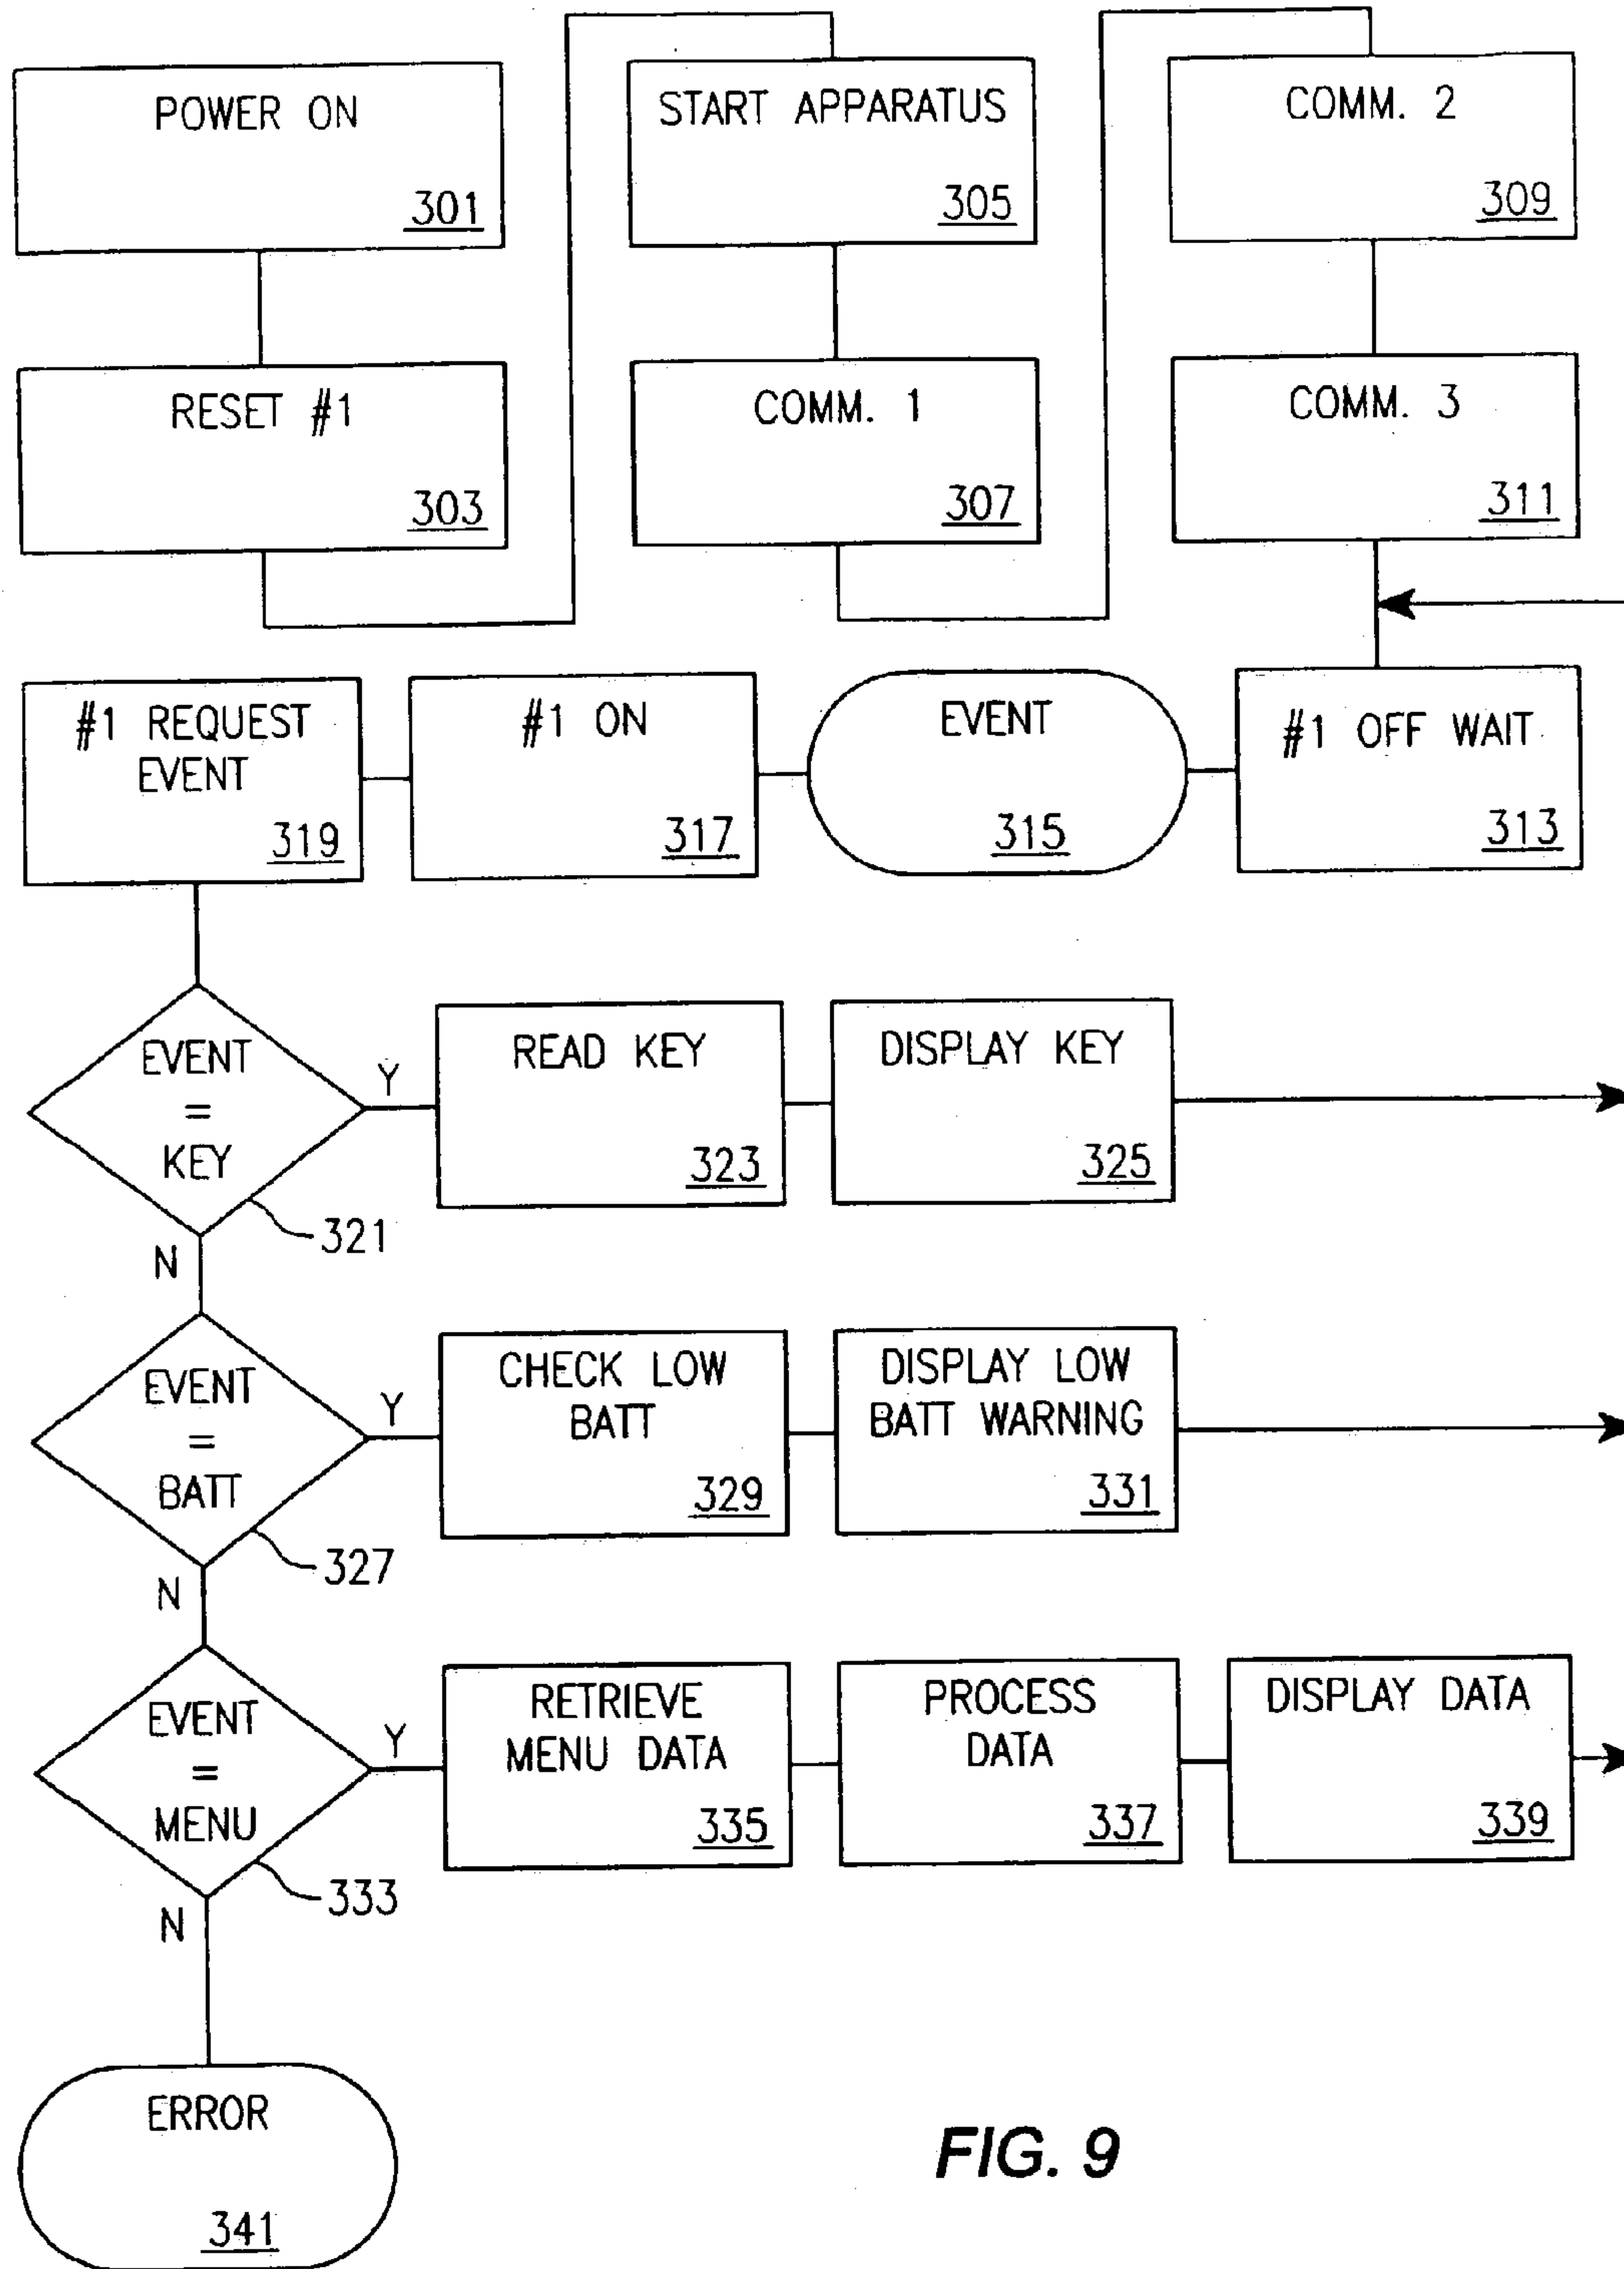 POWER ON
301
RESET #1
303
START APPARATUS
305
COMM. 1
307
COMM. 2
309
COMM. 3
311
#1 OFF WAIT
313
EVENT
315
#1 ON
317
#1 REQUEST
EVENT
319
EVENT
=
KEY
321
Y
N
READ KEY
323
DISPLAY KEY
325
EVENT
=
BATT
327
Y
N
CHECK LOW
BATT
329
DISPLAY LOW
BATT WARNING
331
EVENT
=
MENU
333
Y
N
RETRIEVE
MENU DATA
335
PROCESS
DATA
337
DISPLAY DATA
339
ERROR
341
FIG. 9